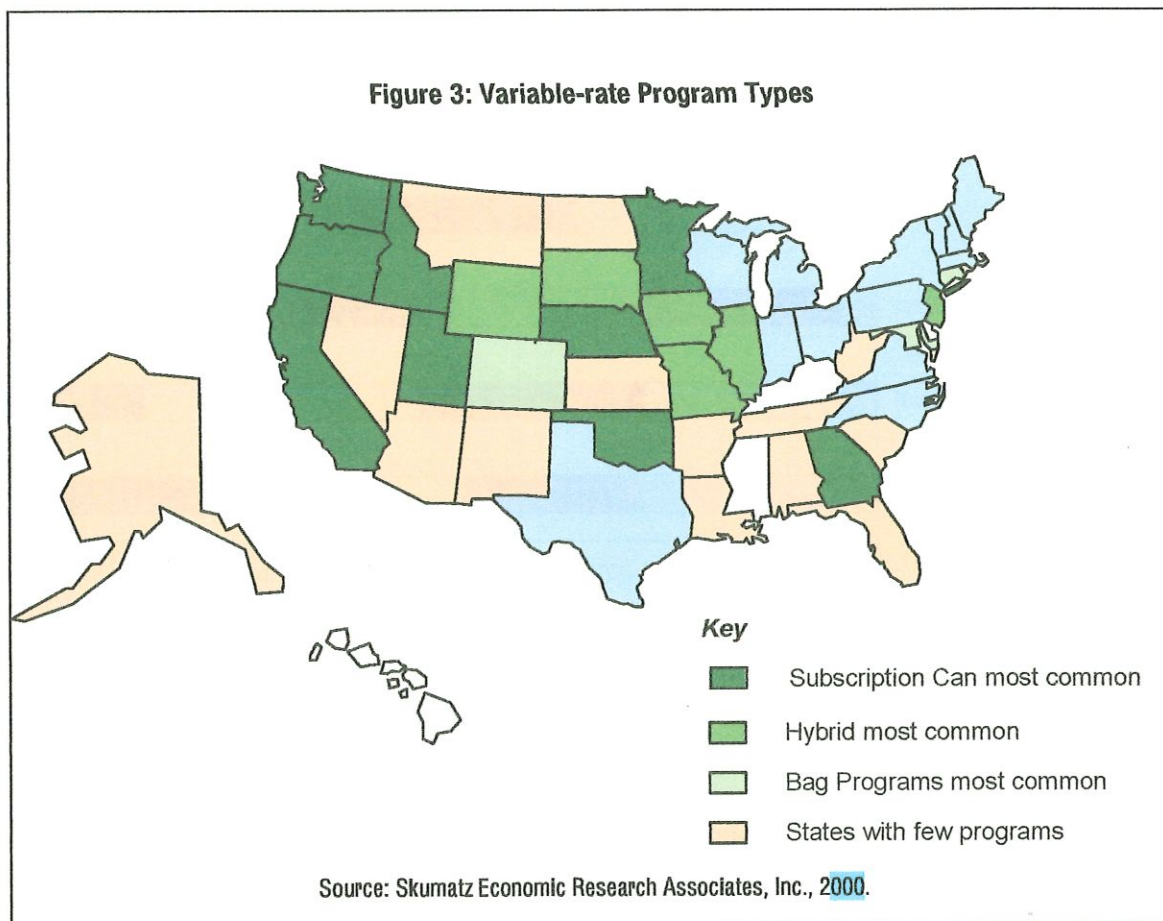 Figure 3: Variable-rate Program Types
Key
Subscription Can most common
Hybrid most common
Bag Programs most common
States with few programs
Source: Skumatz Economic Research Associates, Inc., 2000.